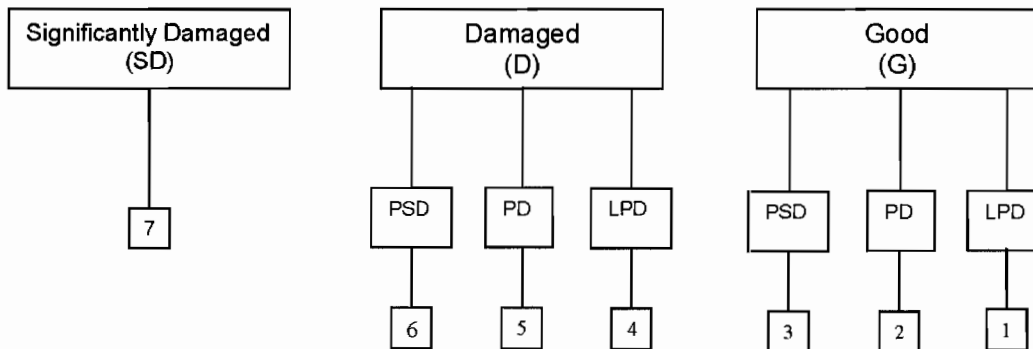 Significantly Damaged
(SD)
Damaged
(D)
Good
(G)
PSD
PD
LPD
PSD
PD
LPD
7
6
5
4
3
2
1